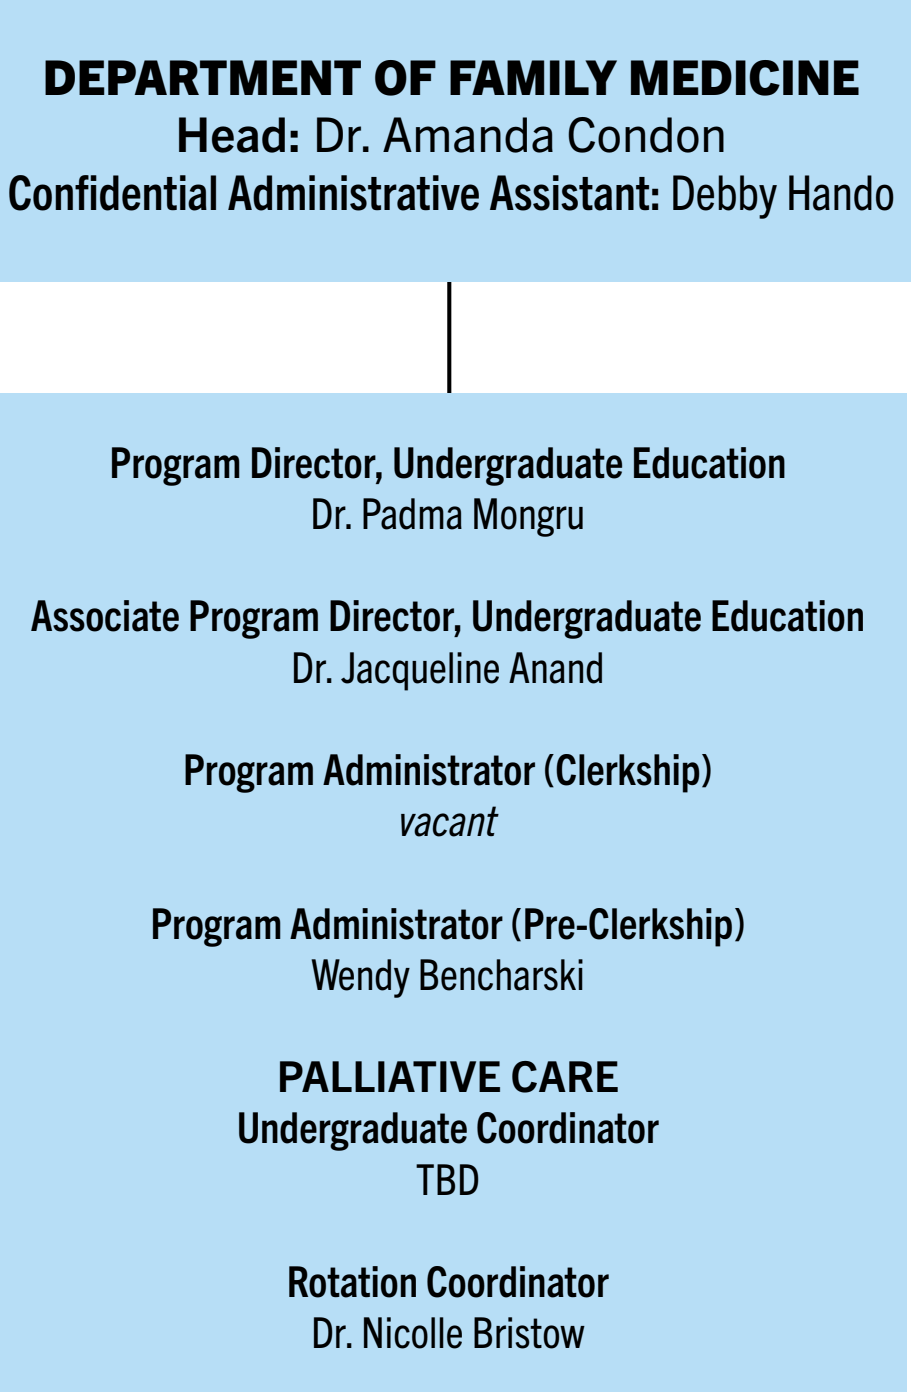 DEPARTMENT OF FAMILY MEDICINE
Head: Dr. Amanda Condon
Confidential Administrative Assistant: Debby Hando
Program Director, Undergraduate Education
Dr. Padma Mongru
Associate Program Director, Undergraduate Education
Dr. Jacqueline Anand
Program Administrator (Clerkship)
vacant
Program Administrator (Pre-Clerkship)
Wendy Bencharski
PALLIATIVE CARE
Undergraduate Coordinator
TBD
Rotation Coordinator
Dr. Nicolle Bristow